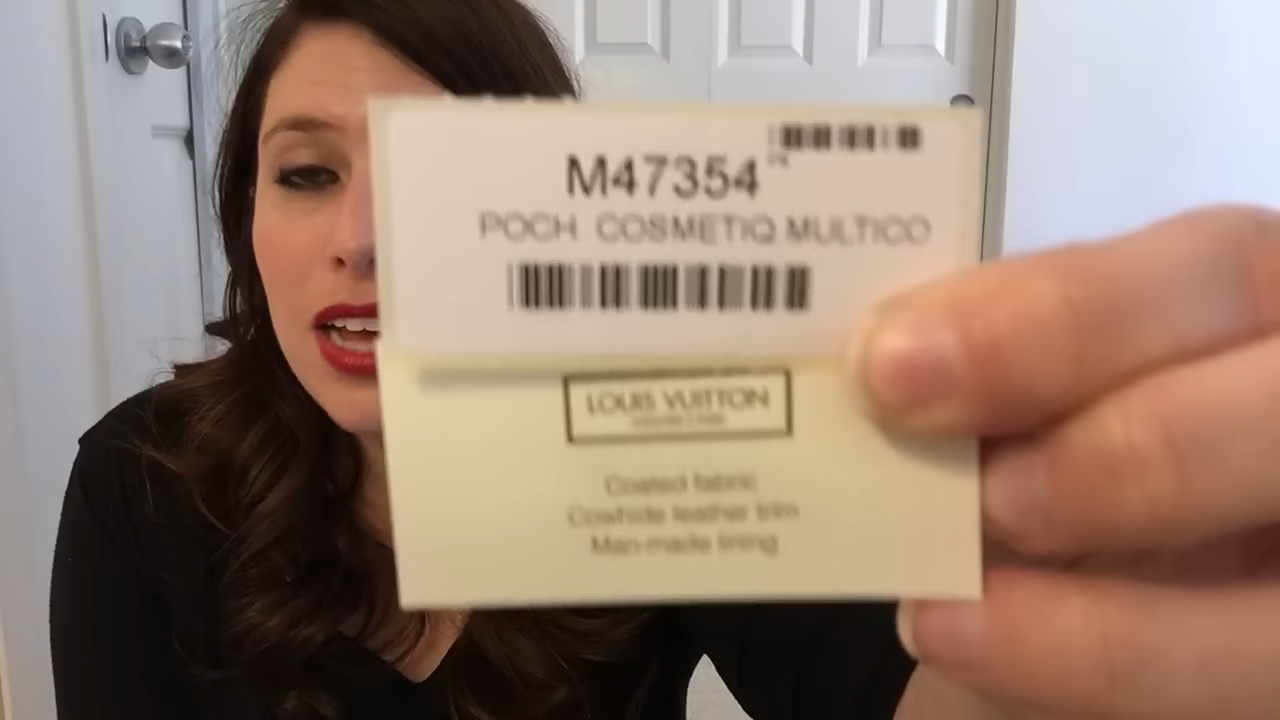 M47354
POCH COSMETIQ MULTICO
LOUIS VUITTON
Coated fabric
Cowhide leather trim
Man-made lining